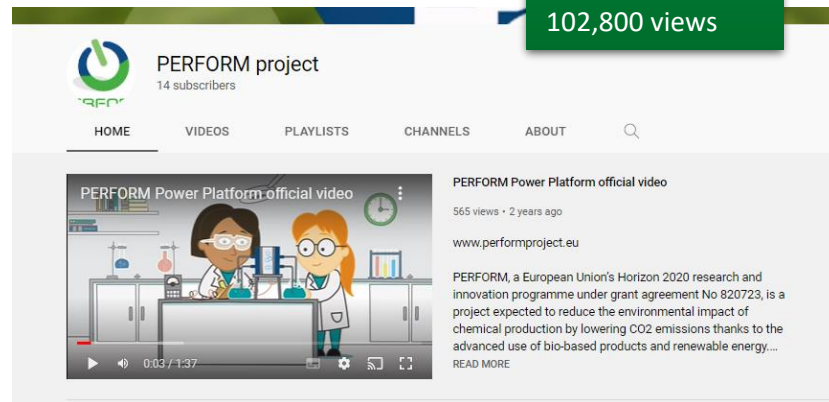 102,800 views
PERFORM project
14 subscribers
HOME VIDEOS PLAYLISTS CHANNELS ABOUT
PERFORM Power Platform official video
0:03 / 1:37
PERFORM Power Platform official video
565 views • 2 years ago
www.performproject.eu
PERFORM, a European Union's Horizon 2020 research and
innovation programme under grant agreement No 820723, is a
project expected to reduce the environmental impact of
chemical production by lowering CO2 emissions thanks to the
advanced use of bio-based products and renewable energy....
READ MORE